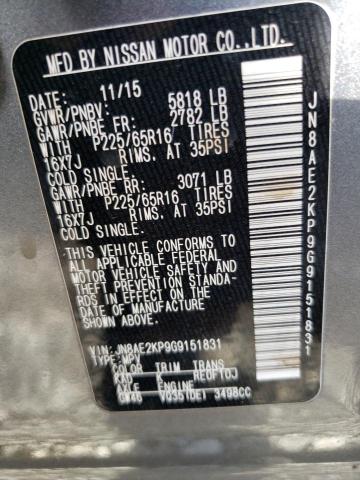 MFD BY NISSAN MOTOR CO., LTD.
DATE: 11/15
GVWR/PNBV: 5818 LB
GAWR/PNBE FR: 2782 LB
WITH P225/65R16 TIRES
16X7J RIMS, AT 35PSI
COLD SINGLE.
GAWR/PNBE RR: 3071 LB
WITH P225/65R16 TIRES
16X7J RIMS, AT 35PSI
COLD SINGLE.
THIS VEHICLE CONFORMS TO
ALL APPLICABLE FEDERAL
MOTOR VEHICLE SAFETY AND
THEFT PREVENTION STANDA-
RDS IN EFFECT ON THE
DATE OF MANUFACTURE
SHOWN ABOVE.
VIN: JN8AE2KP9G9151831
TYPE: MPV
COLOR TRIM TRANS
K REOFTDJ
AXLE ENGINE
VQ35(DE) 3498CC
JN8AE2KP9G9151831